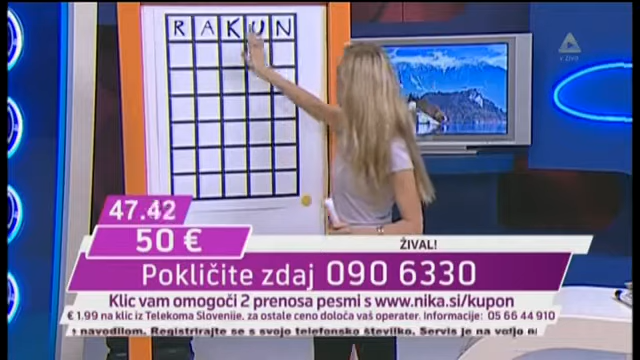 RAKUN
v živo
47.42
50 €
ŽIVAL!
Pokličite zdaj 090 6330
Klic vam omogoči 2 prenosa pesmi s www.nika.si/kupon
€ 1,99 na klic iz Telekoma Slovenije, za ostale ceno določa vaš operater. Informacije: 05 66 44 910
navodilom. Registrirajte se s svojo telefonsko številko. Servis je na voljo